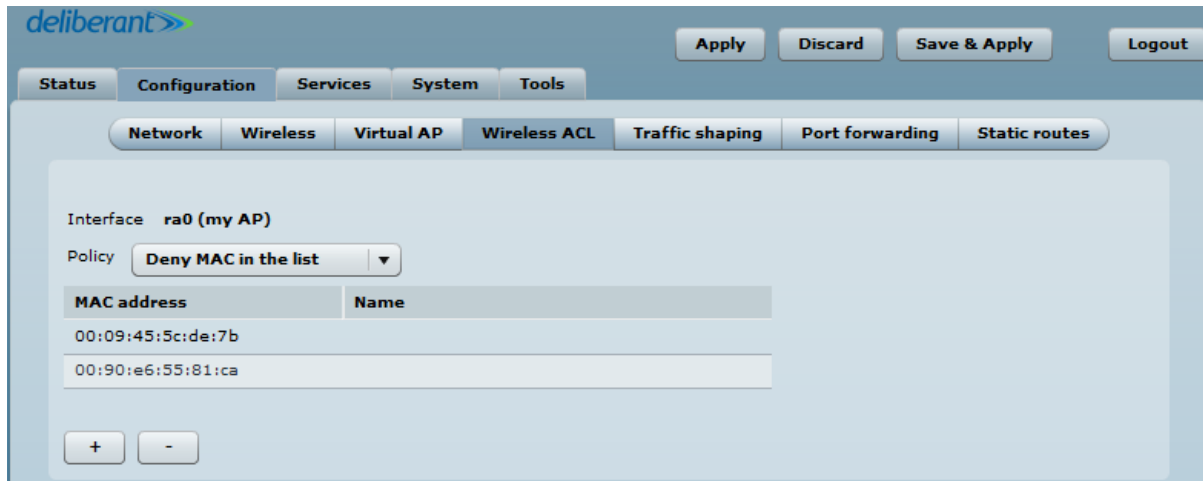 deliberant
Apply Discard Save & Apply Logout
Status Configuration Services System Tools
Network Wireless Virtual AP Wireless ACL Traffic shaping Port forwarding Static routes
Interface ra0 (my AP)
Policy Deny MAC in the list
MAC address Name
00:09:45:5c:de:7b
00:90:e6:55:81:ca
+ -